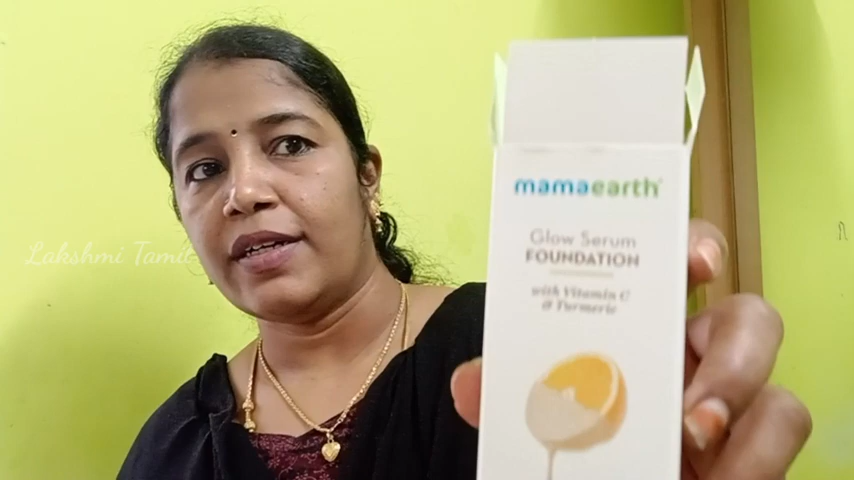 mamaearth
Glow Serum
FOUNDATION
with Vitamin C
& Turmeric
Lakshmi Tamil